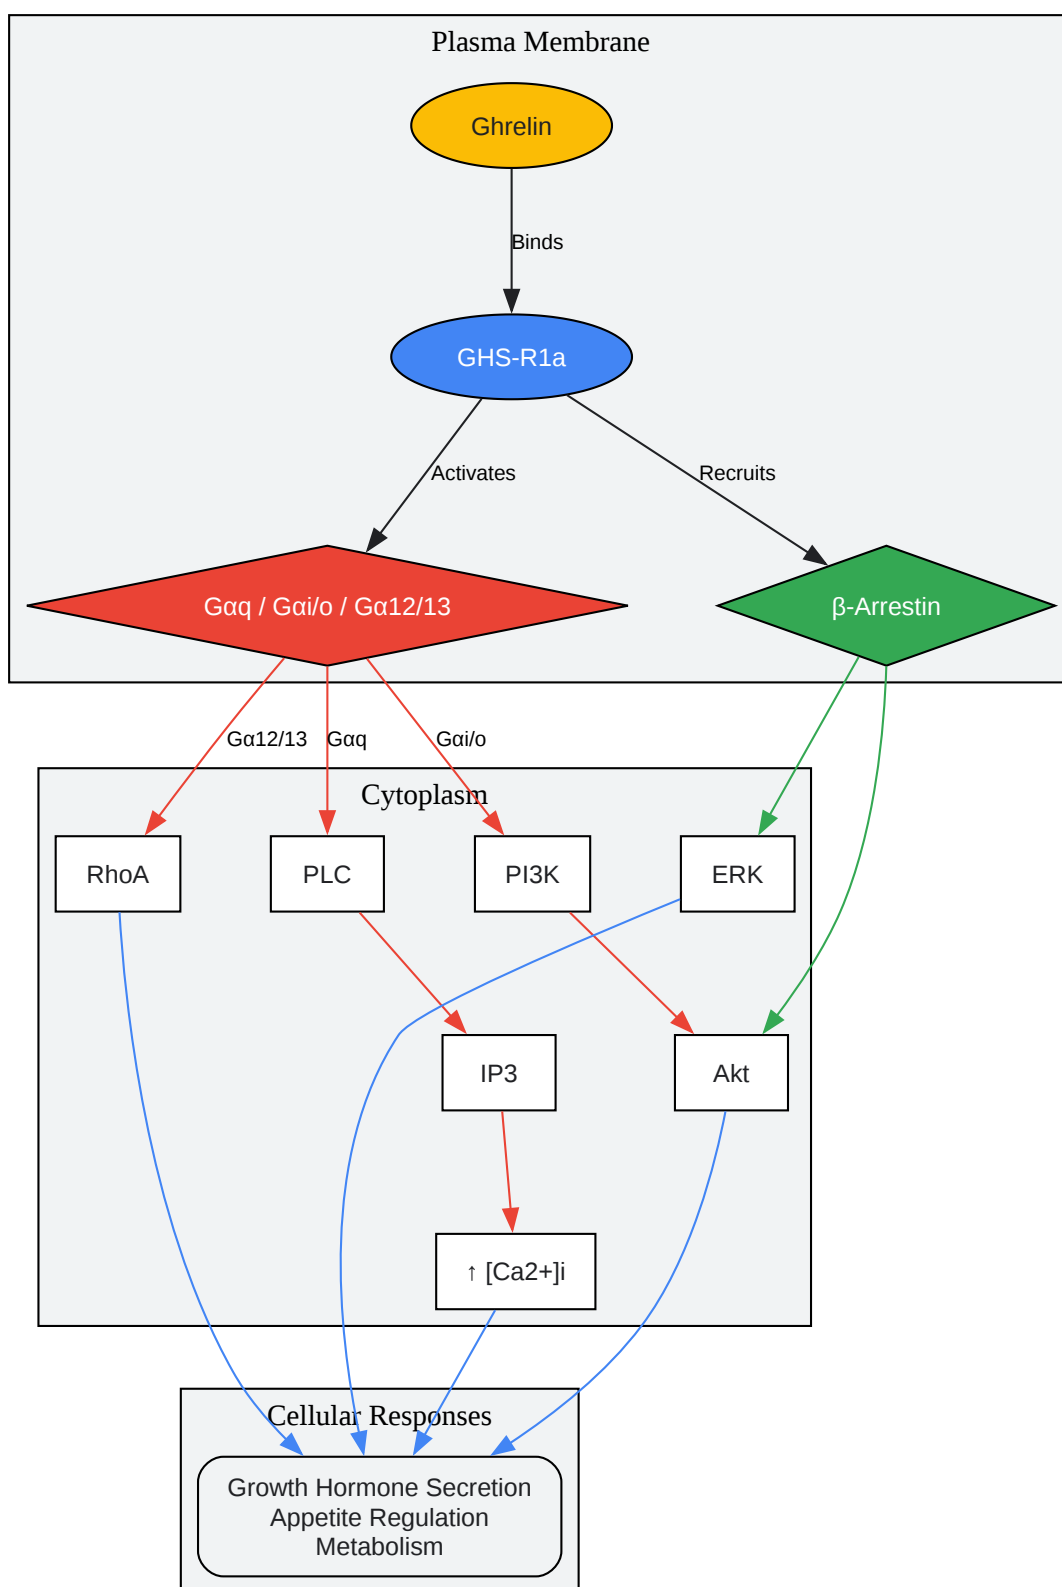 Plasma Membrane
Ghrelin
Binds
GHS-R1a
Activates
Recruits
Gαq / Gαi/o / Gα12/13
β-Arrestin
Gα12/13
Gαq
Gαi/o
Cytoplasm
RhoA
PLC
PI3K
ERK
IP3
Akt
↑ [Ca2+]i
Cellular Responses
Growth Hormone Secretion
Appetite Regulation
Metabolism